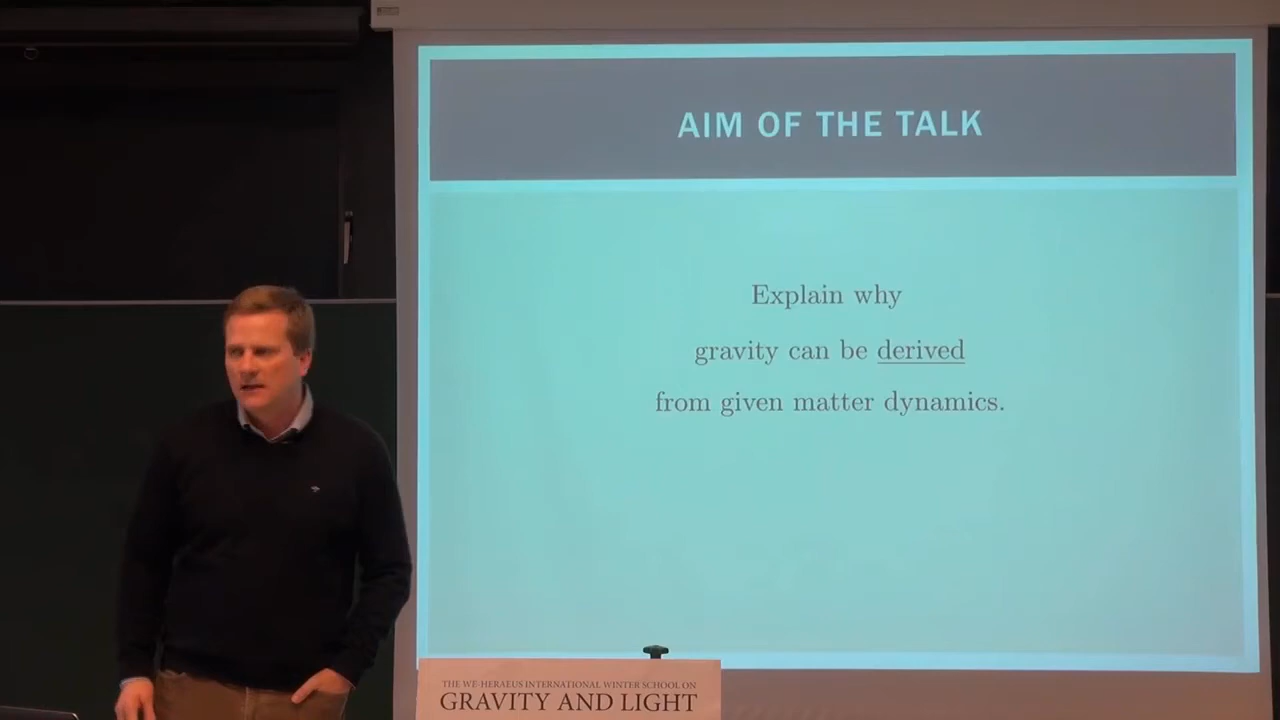 AIM OF THE TALK
Explain why
gravity can be derived
from given matter dynamics.
THE WE-HERAEUS INTERNATIONAL WINTER SCHOOL ON
GRAVITY AND LIGHT